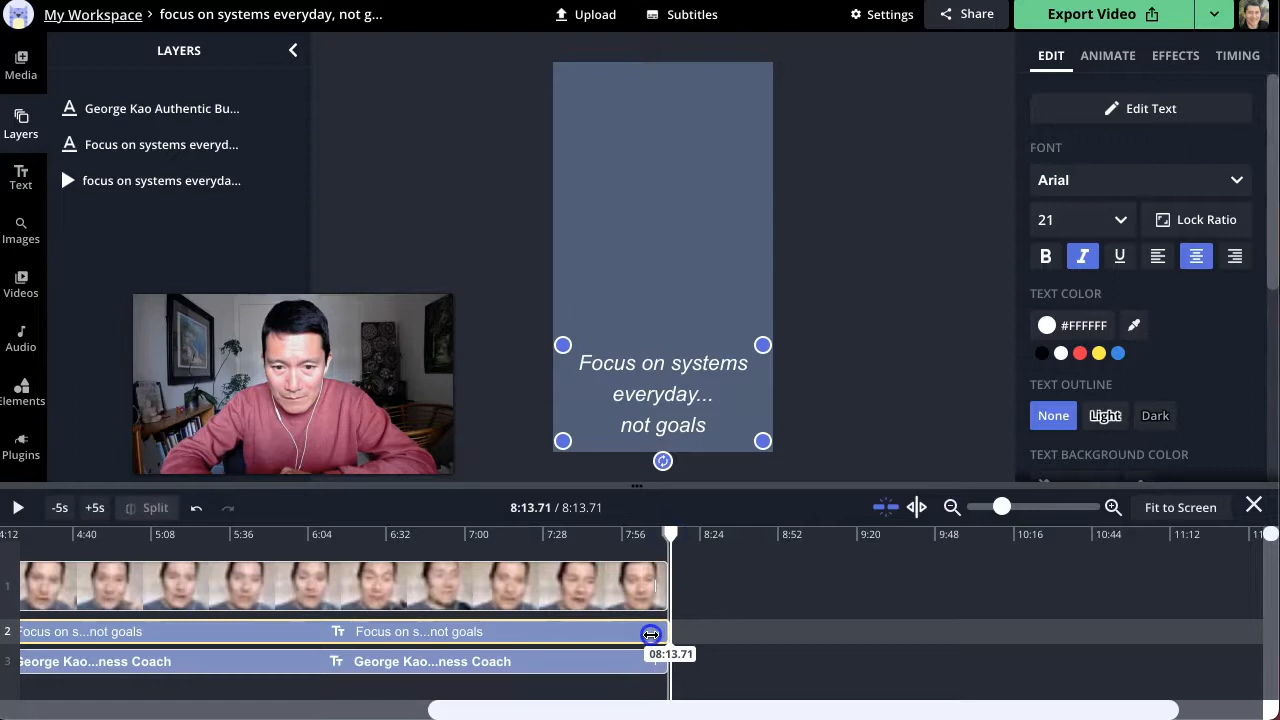 My Workspace > focus on systems everyday, not g... Upload Subtitles Settings Share Export Video
Media
Layers
Text
Images
Videos
Audio
Elements
Plugins
LAYERS
George Kao Authentic Bu...
Focus on systems everyd...
focus on systems everyda...
Focus on systems
everyday...
not goals
EDIT ANIMATE EFFECTS TIMING
Edit Text
FONT
Arial
21 Lock Ratio
B I U
TEXT COLOR
#FFFFFF
TEXT OUTLINE
None Light Dark
TEXT BACKGROUND COLOR
-5s +5s Split 8:13.71 / 8:13.71 Fit to Screen
4:12 4:40 5:08 5:36 6:04 6:32 7:00 7:28 7:56 8:24 8:52 9:20 9:48 10:16 10:44 11:12
1
2 Focus on s...not goals Focus on s...not goals
08:13.71
3 George Kao...ness Coach George Kao...ness Coach